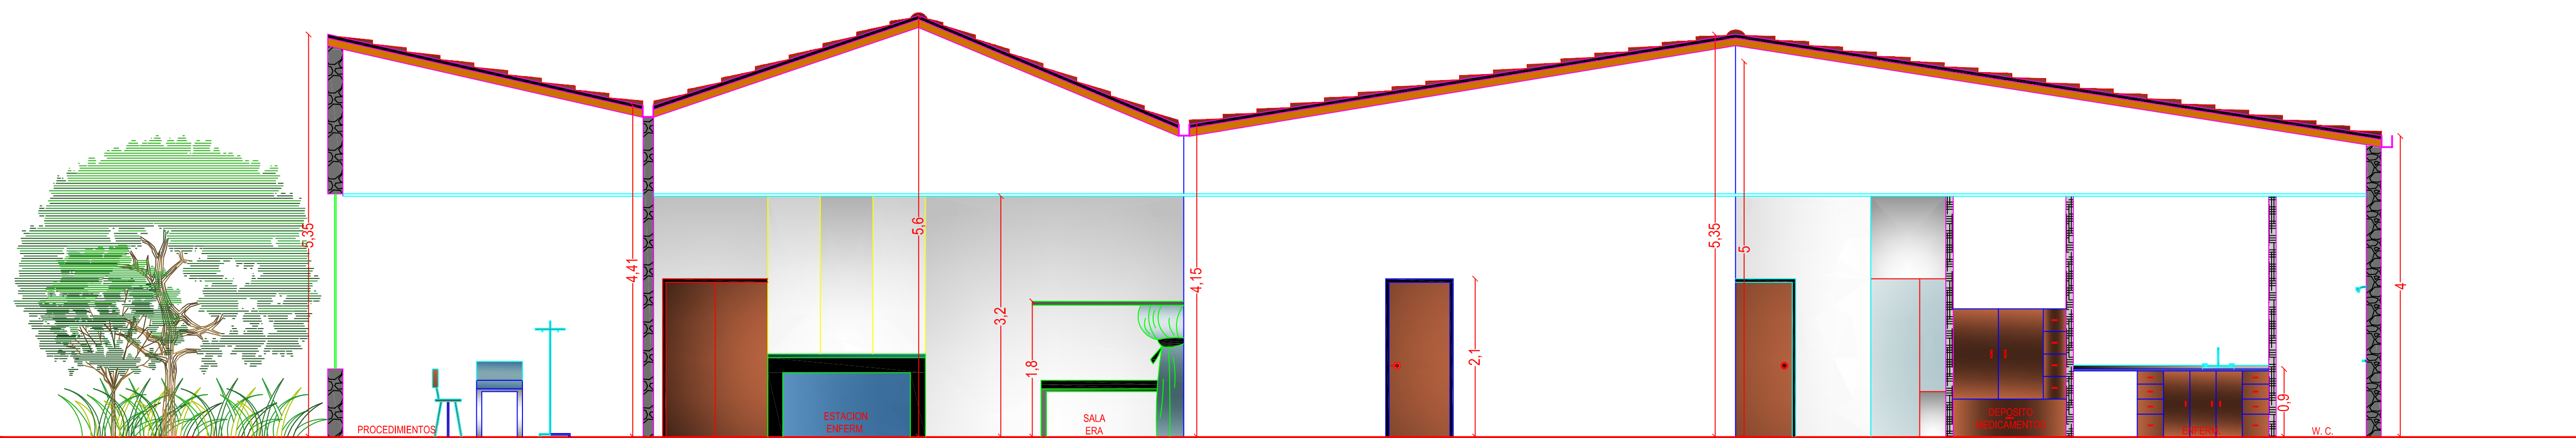 5,35
4,41
5,6
3,2
1,8
4,15
2,1
5,35
5
0,9
4
PROCEDIMIENTOS
ESTACION
ENFERM
SALA
ERA
DEPOSITO
MEDICAMENTOS
W. C.